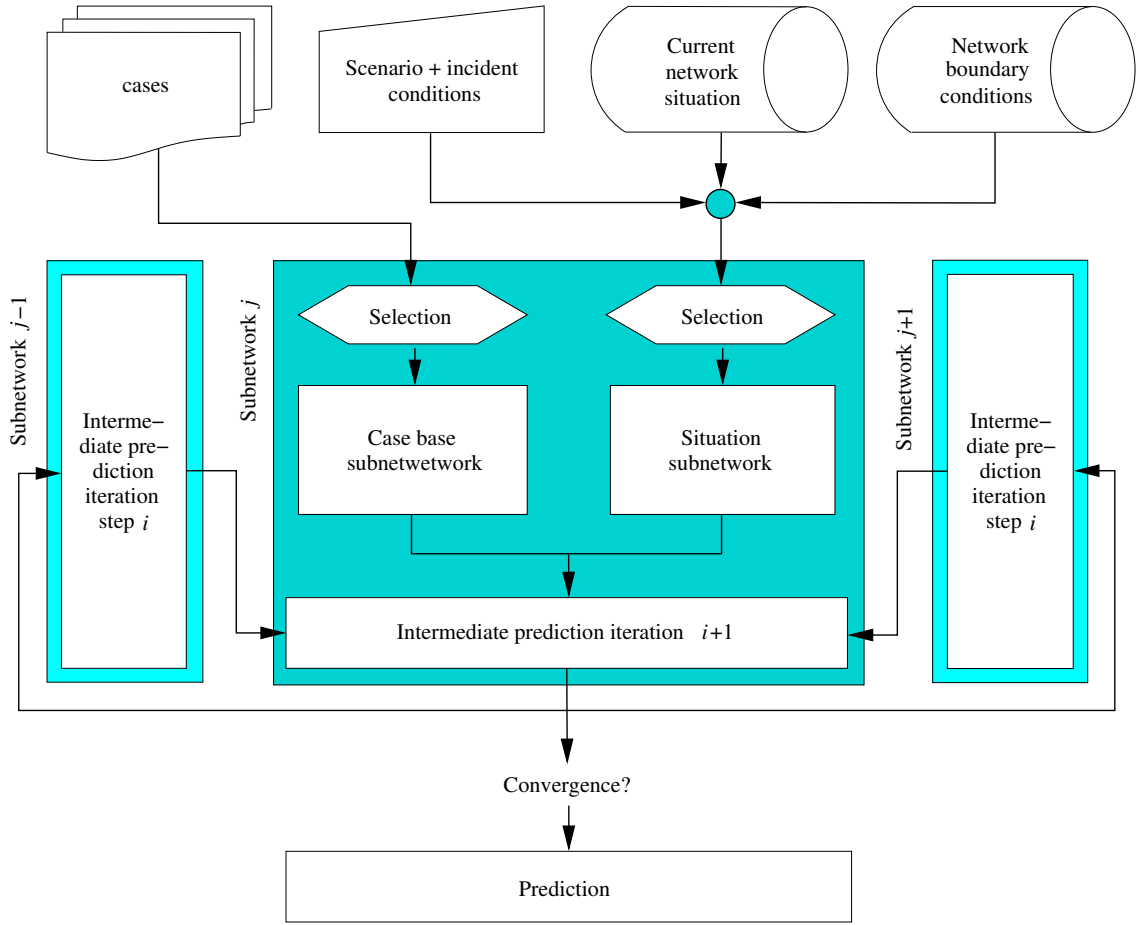 cases
Scenario + incident
conditions
Current
network
situation
Network
boundary
conditions
Subnetwork j−1
Interme−
diate pre−
diction
iteration
step i
Subnetwork j
Selection
Selection
Case base
subnetwetwork
Situation
subnetwork
Intermediate prediction iteration i+1
Subnetwork j+1
Interme−
diate pre−
diction
iteration
step i
Convergence?
Prediction